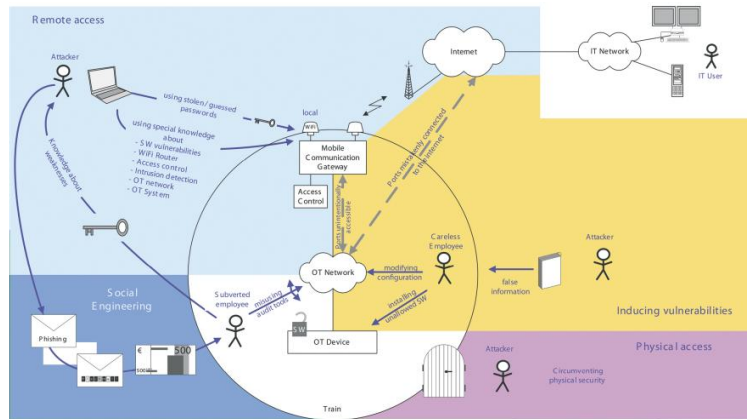 Remote access
Attacker
using stolen/ guessed
passwords
using special knowledge
about
- SW vulnerabilities
- WiFi Router
- Access control
- Intrusion detection
- OT network
- OT System
Knowledge about
weaknesses
local
WiFi
Mobile
Communication
Gateway
Access
Control
Internet
IT Network
IT User
Ports mistakenly connected
to the internet
Ports unintentionally
accessible
OT Network
Careless
Employee
modifying
configuration
installing
unallowed SW
false
information
Attacker
Inducing vulnerabilities
Social
Engineering
Subverted
employee
misusing
audit tools
SW
OT Device
Phishing
€
500
Train
Physical access
Attacker
Circumventing
physical security